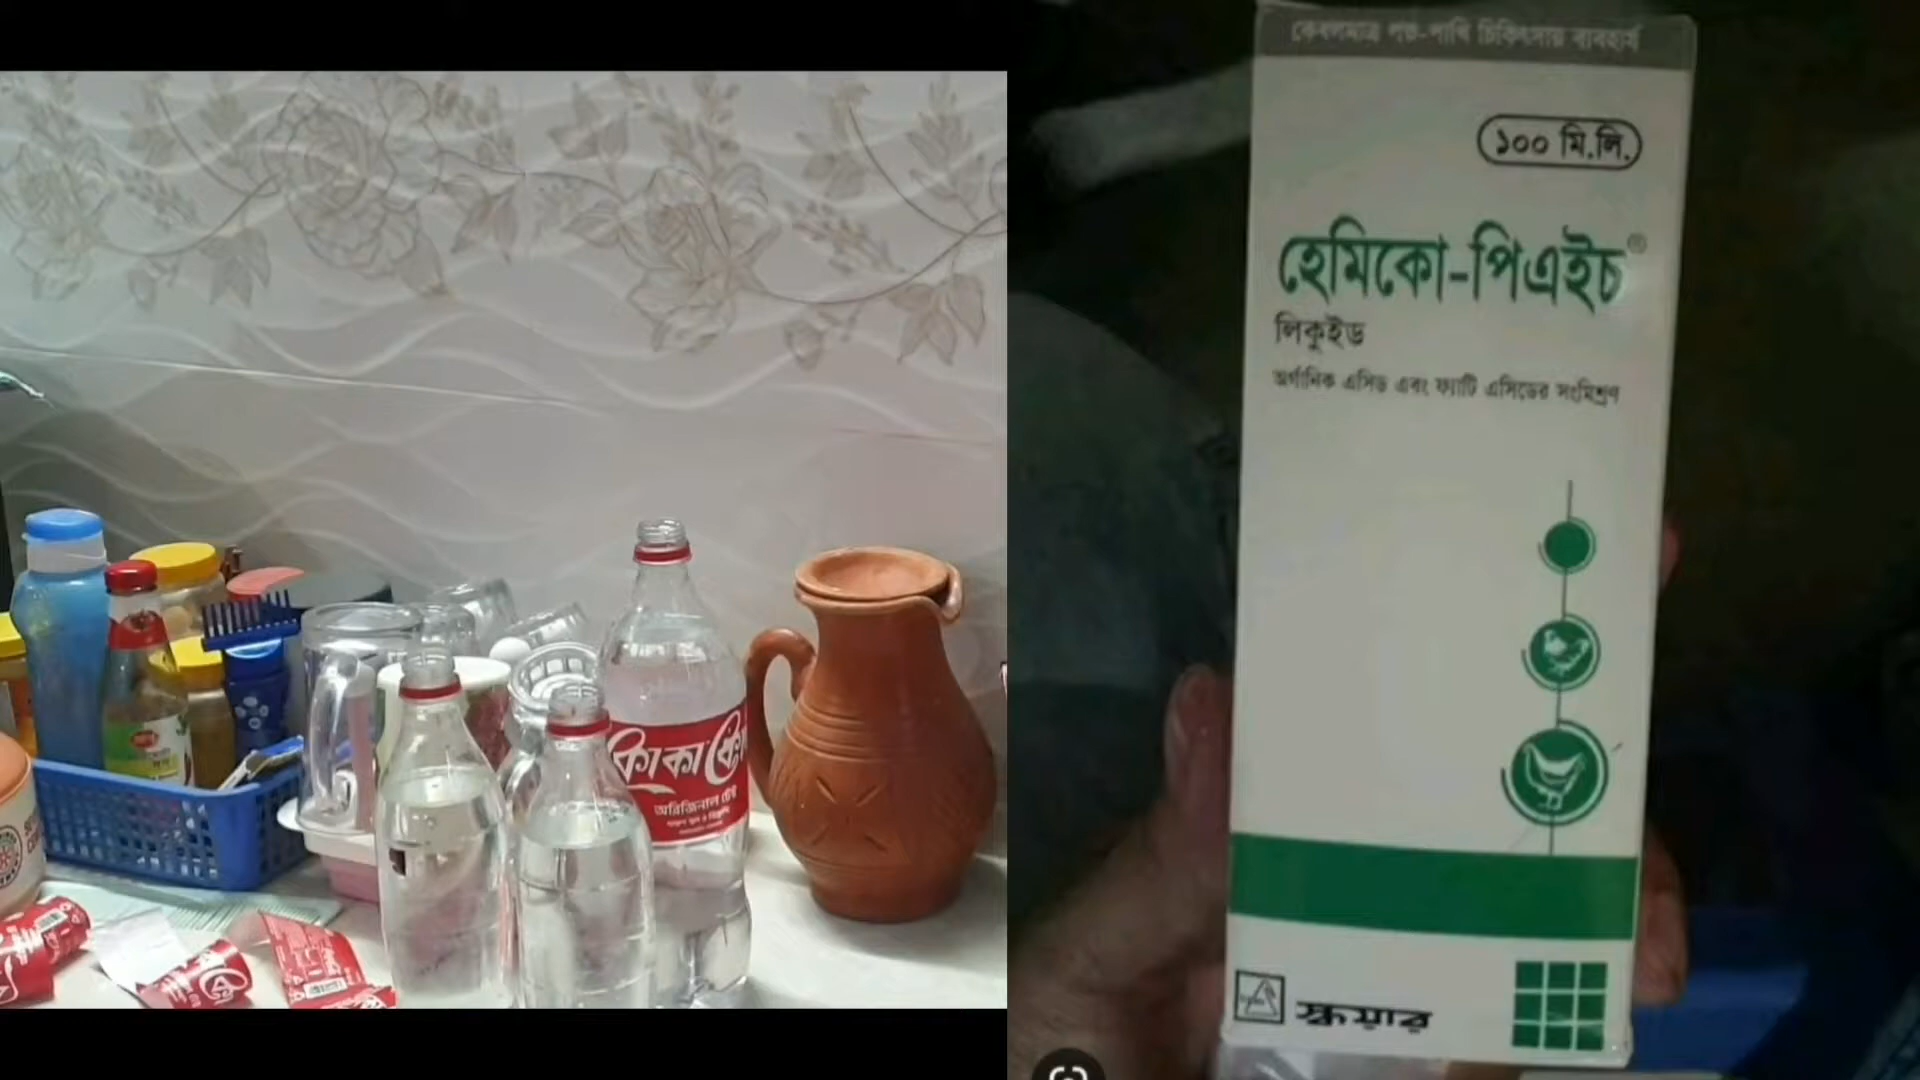 কোকা কোলা
অরিজিনাল টেস্ট
কেবলমাত্র পশু-পাখি চিকিৎসায় ব্যবহার্য
১০০ মি.লি.
হেমিকো-পিএইচ®
লিকুইড
অর্গানিক এসিড এবং ফ্যাটি এসিডের সংমিশ্রণ
স্কয়ার